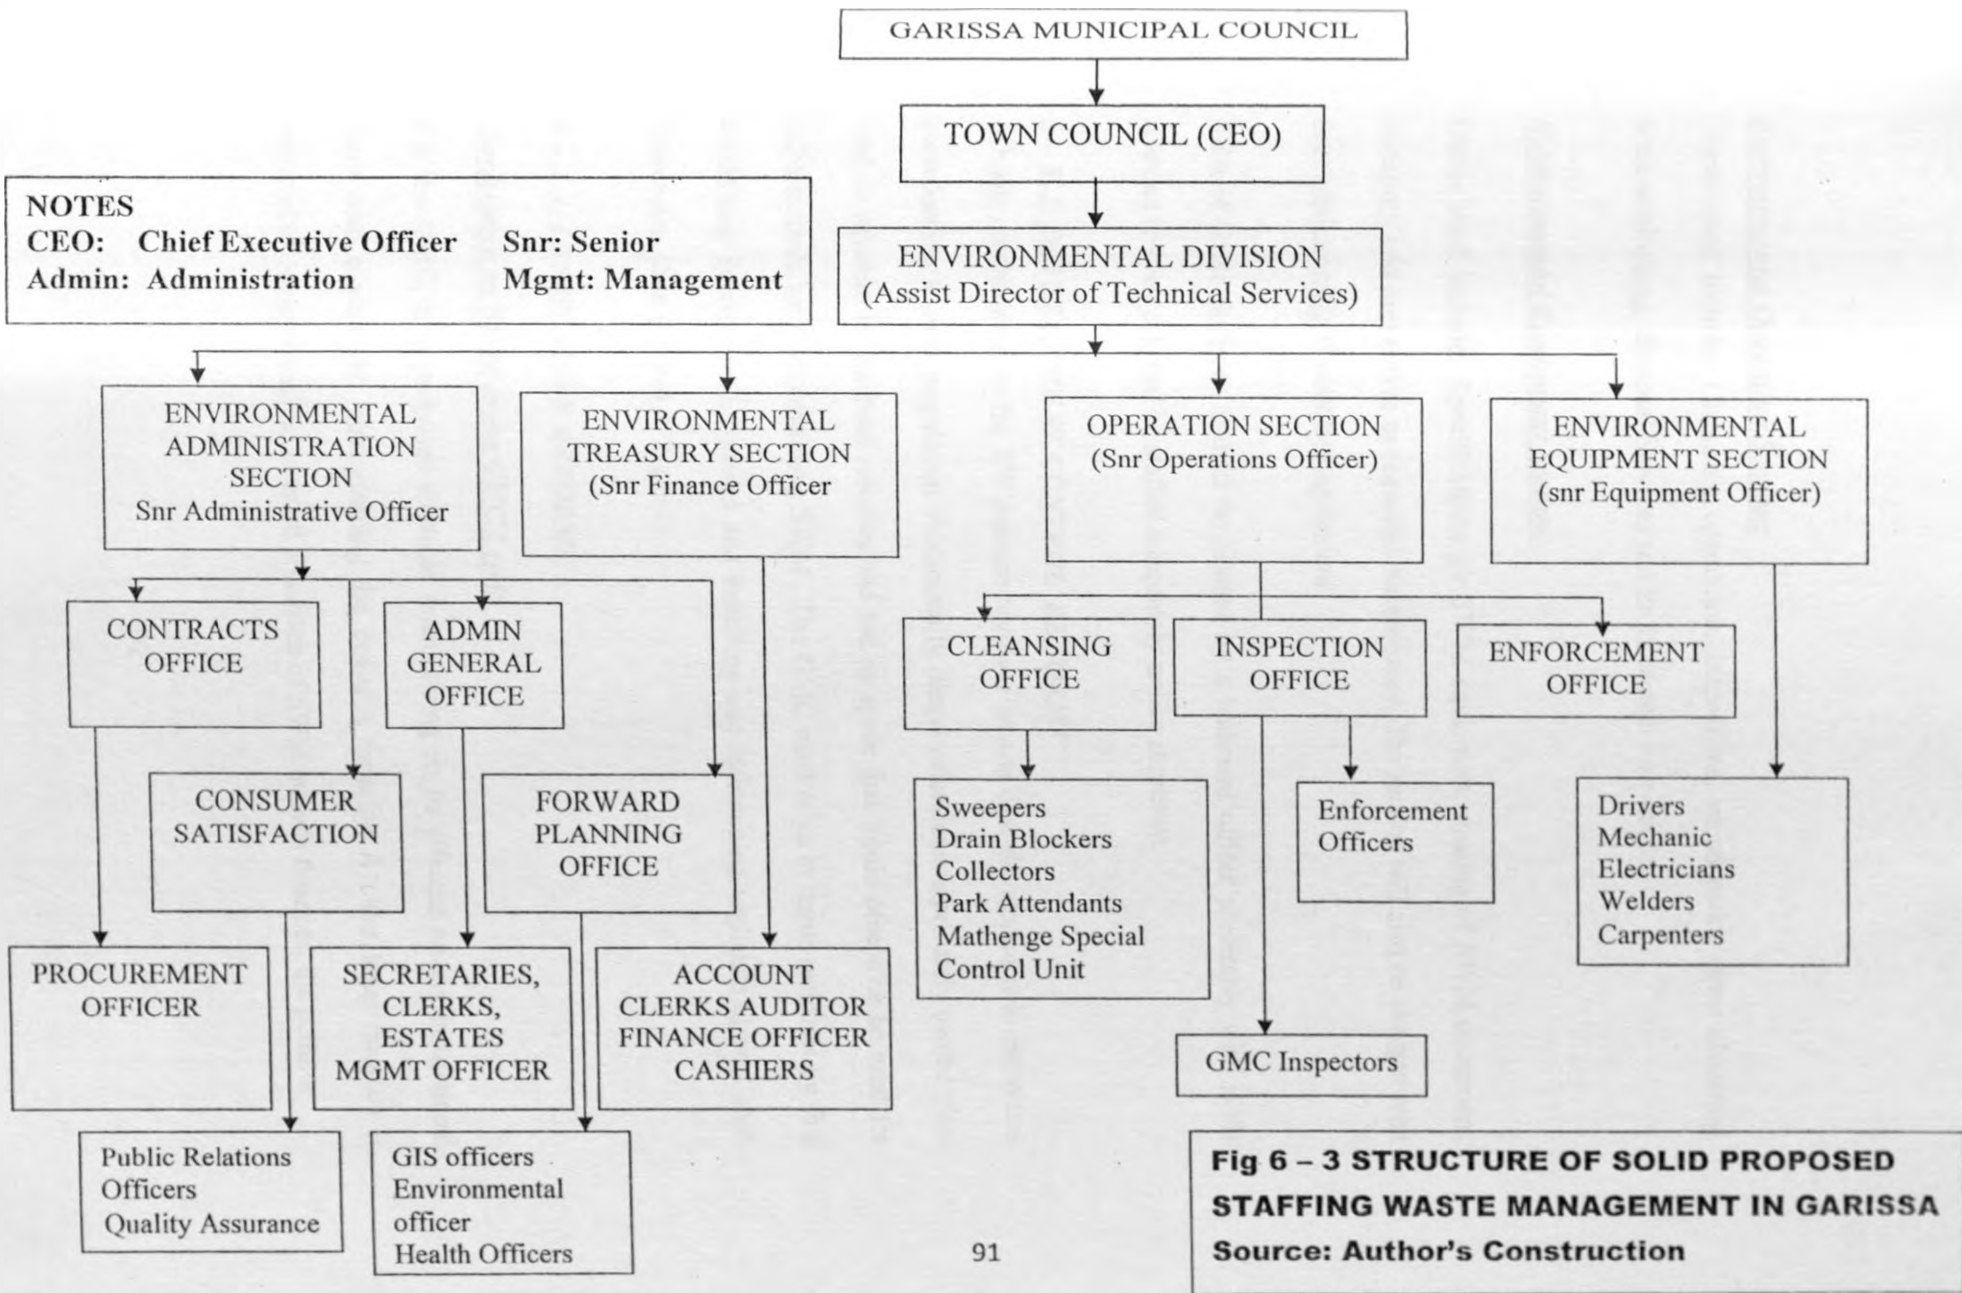 GARISSA MUNICIPAL COUNCIL
TOWN COUNCIL (CEO)
NOTES
CEO: Chief Executive Officer Snr: Senior
Admin: Administration Mgmt: Management
ENVIRONMENTAL DIVISION
(Assist Director of Technical Services)
ENVIRONMENTAL
ADMINISTRATION
SECTION
Snr Administrative Officer
ENVIRONMENTAL
TREASURY SECTION
(Snr Finance Officer
OPERATION SECTION
(Snr Operations Officer)
ENVIRONMENTAL
EQUIPMENT SECTION
(snr Equipment Officer)
CONTRACTS
OFFICE
ADMIN
GENERAL
OFFICE
CLEANSING
OFFICE
INSPECTION
OFFICE
ENFORCEMENT
OFFICE
CONSUMER
SATISFACTION
FORWARD
PLANNING
OFFICE
Sweepers
Drain Blockers
Collectors
Park Attendants
Mathenge Special
Control Unit
Enforcement
Officers
Drivers
Mechanic
Electricians
Welders
Carpenters
PROCUREMENT
OFFICER
SECRETARIES,
CLERKS,
ESTATES
MGMT OFFICER
ACCOUNT
CLERKS AUDITOR
FINANCE OFFICER
CASHIERS
GMC Inspectors
Public Relations
Officers
Quality Assurance
GIS officers
Environmental
officer
Health Officers
91
Fig 6 – 3 STRUCTURE OF SOLID PROPOSED
STAFFING WASTE MANAGEMENT IN GARISSA
Source: Author's Construction